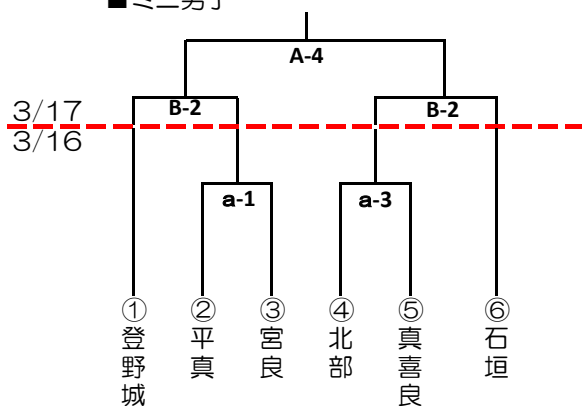 ■ミニ男子
A-4
3/17
B-2
B-2
3/16
a-1
a-3
①
②
③
④
⑤
⑥
登野城
平真
宮良
北部
真喜良
石垣